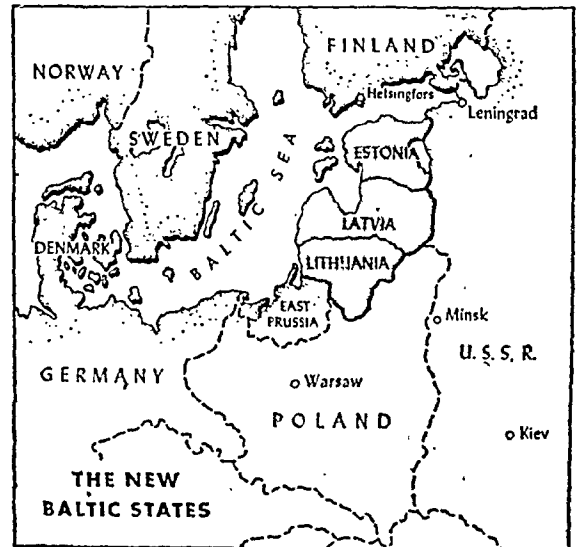 FINLAND
NORWAY
Helsingfors
Leningrad
SWEDEN
ESTONIA
BALTIC SEA
LATVIA
DENMARK
LITHUANIA
EAST
PRUSSIA
Minsk
U.S.S.R.
GERMANY
Warsaw
POLAND
Kiev
THE NEW
BALTIC STATES